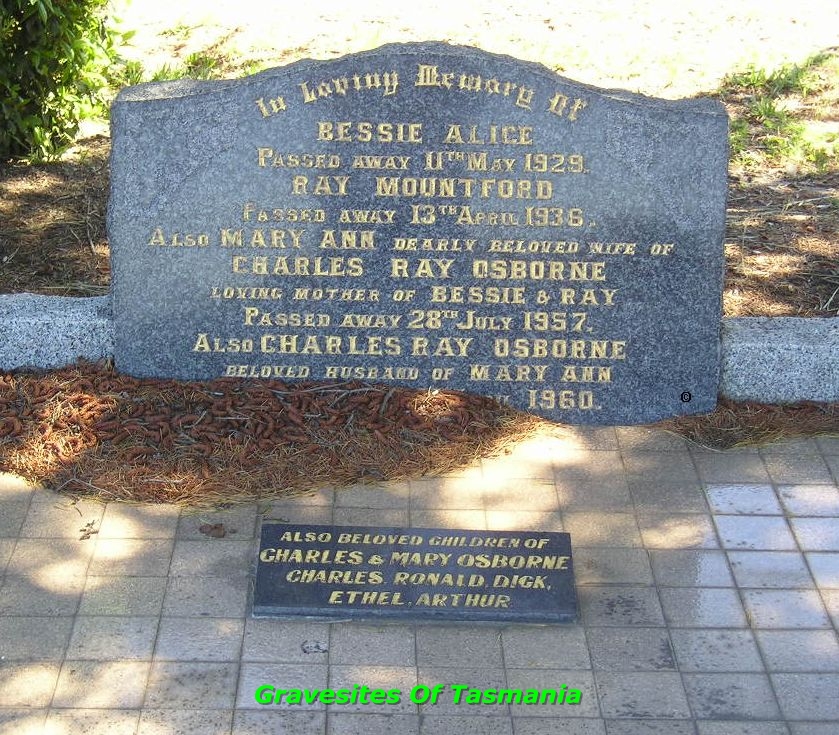 In Loving Memory Of
BESSIE ALICE
PASSED AWAY 11TH MAY 1929.
RAY MOUNTFORD
PASSED AWAY 13TH APRIL 1936.
ALSO MARY ANN DEARLY BELOVED WIFE OF
CHARLES RAY OSBORNE
LOVING MOTHER OF BESSIE & RAY
PASSED AWAY 28TH JULY 1957.
ALSO CHARLES RAY OSBORNE
BELOVED HUSBAND OF MARY ANN
1960.
ALSO BELOVED CHILDREN OF
CHARLES & MARY OSBORNE
CHARLES, RONALD, DICK,
ETHEL, ARTHUR
Gravesites Of Tasmania